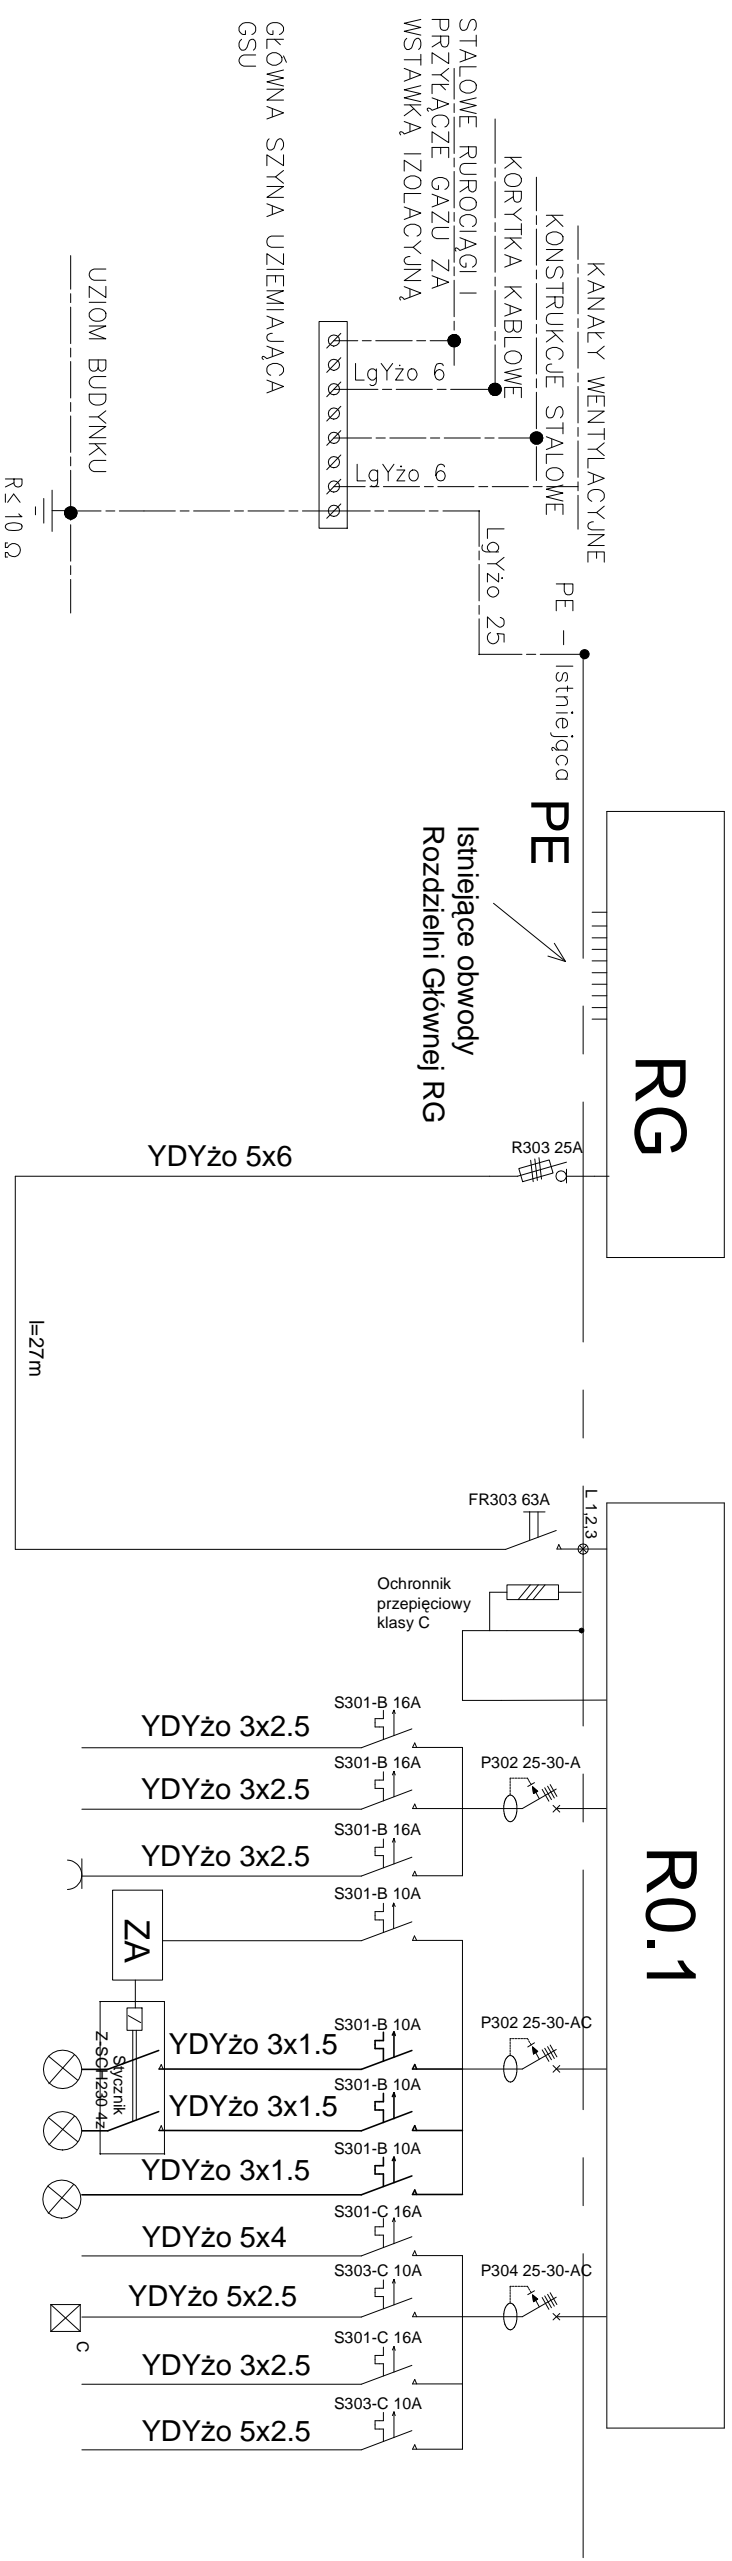 KANAŁY WENTYLACYJNE
KONSTRUKCJE STALOWE
KORYTKA KABLOWE
STALOWE RUROCIĄGI I
PRZYŁĄCZE GAZU ZA
WSTAWKĄ IZOLACYJNĄ
GŁÓWNA SZYNA UZIEMIAJĄCA
GSU
UZIOM BUDYNKU
R≤10 Ω
LgYżo 6
LgYżo 6
LgYżo 25
PE - Istniejąca
PE
Istniejące obwody
Rozdzielni Głównej RG
RG
R303 25A
YDYżo 5x6
l=27m
FR303 63A
L 1,2,3
R0.1
Ochronnik
przepięciowy
klasy C
S301-B 16A
YDYżo 3x2.5
S301-B 16A
YDYżo 3x2.5
P302 25-30-A
S301-B 16A
YDYżo 3x2.5
S301-B 10A
ZA
Stycznik
Z-SCH230-4z
S301-B 10A
YDYżo 3x1.5
P302 25-30-AC
S301-B 10A
YDYżo 3x1.5
S301-B 10A
YDYżo 3x1.5
S301-C 16A
YDYżo 5x4
S303-C 10A
YDYżo 5x2.5
P304 25-30-AC
C
S301-C 16A
YDYżo 3x2.5
S303-C 10A
YDYżo 5x2.5